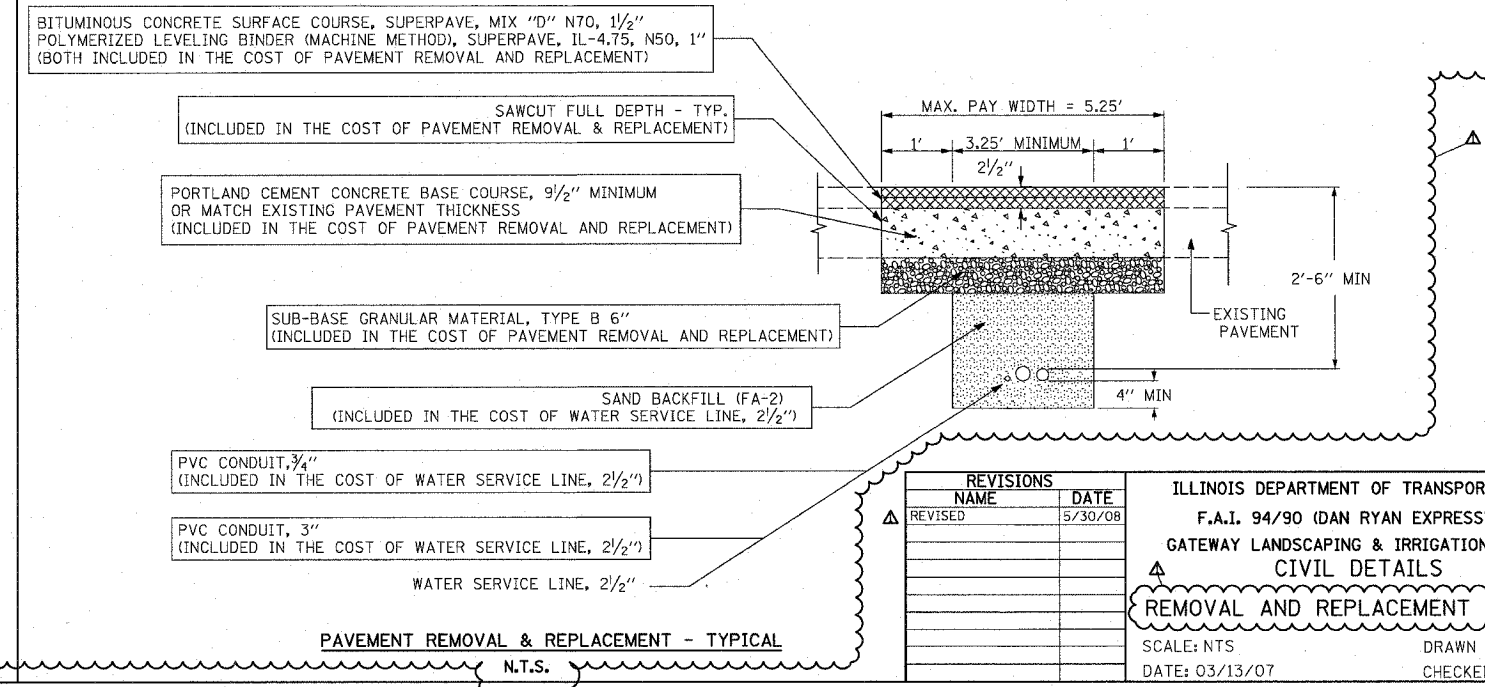 BITUMINOUS CONCRETE SURFACE COURSE, SUPERPAVE, MIX "D" N70, 1½"
POLYMERIZED LEVELING BINDER (MACHINE METHOD), SUPERPAVE, IL-4.75, N50, 1"
(BOTH INCLUDED IN THE COST OF PAVEMENT REMOVAL AND REPLACEMENT)
SAWCUT FULL DEPTH - TYP.
(INCLUDED IN THE COST OF PAVEMENT REMOVAL & REPLACEMENT)
PORTLAND CEMENT CONCRETE BASE COURSE, 9½" MINIMUM
OR MATCH EXISTING PAVEMENT THICKNESS
(INCLUDED IN THE COST OF PAVEMENT REMOVAL AND REPLACEMENT)
SUB-BASE GRANULAR MATERIAL, TYPE B 6"
(INCLUDED IN THE COST OF PAVEMENT REMOVAL AND REPLACEMENT)
SAND BACKFILL (FA-2)
(INCLUDED IN THE COST OF WATER SERVICE LINE, 2½")
PVC CONDUIT, ¾"
(INCLUDED IN THE COST OF WATER SERVICE LINE, 2½")
PVC CONDUIT, 3"
(INCLUDED IN THE COST OF WATER SERVICE LINE, 2½")
WATER SERVICE LINE, 2½"
PAVEMENT REMOVAL & REPLACEMENT - TYPICAL
N.T.S.
MAX. PAY WIDTH = 5.25'
1' 3.25' MINIMUM 1'
2½"
2'-6" MIN
EXISTING
PAVEMENT
4" MIN
1
REVISIONS
NAME DATE
1 REVISED 5/30/08
ILLINOIS DEPARTMENT OF TRANSPOR
F.A.I. 94/90 (DAN RYAN EXPRESS
GATEWAY LANDSCAPING & IRRIGATION
1 CIVIL DETAILS
REMOVAL AND REPLACEMENT
SCALE: NTS DRAWN
DATE: 03/13/07 CHECKE